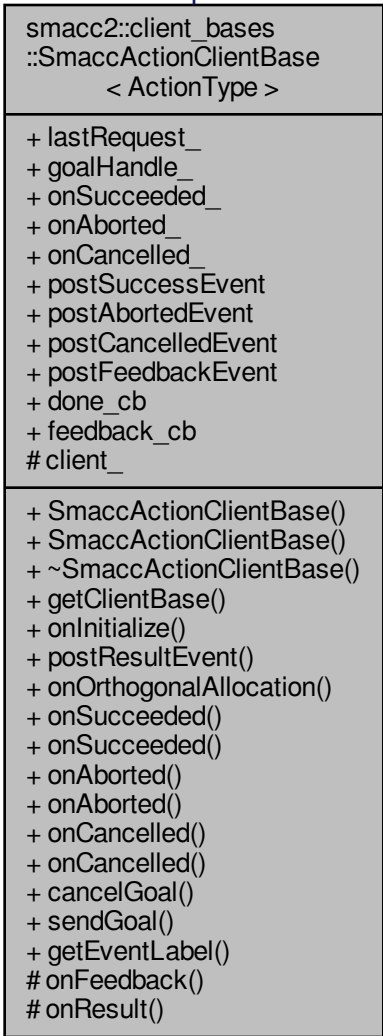 smacc2::client_bases
::SmaccActionClientBase
< ActionType >
+ lastRequest_
+ goalHandle_
+ onSucceeded_
+ onAborted_
+ onCancelled_
+ postSuccessEvent
+ postAbortedEvent
+ postCancelledEvent
+ postFeedbackEvent
+ done_cb
+ feedback_cb
# client_
+ SmaccActionClientBase()
+ SmaccActionClientBase()
+ ~SmaccActionClientBase()
+ getClientBase()
+ onInitialize()
+ postResultEvent()
+ onOrthogonalAllocation()
+ onSucceeded()
+ onSucceeded()
+ onAborted()
+ onAborted()
+ onCancelled()
+ onCancelled()
+ cancelGoal()
+ sendGoal()
+ getEventLabel()
# onFeedback()
# onResult()